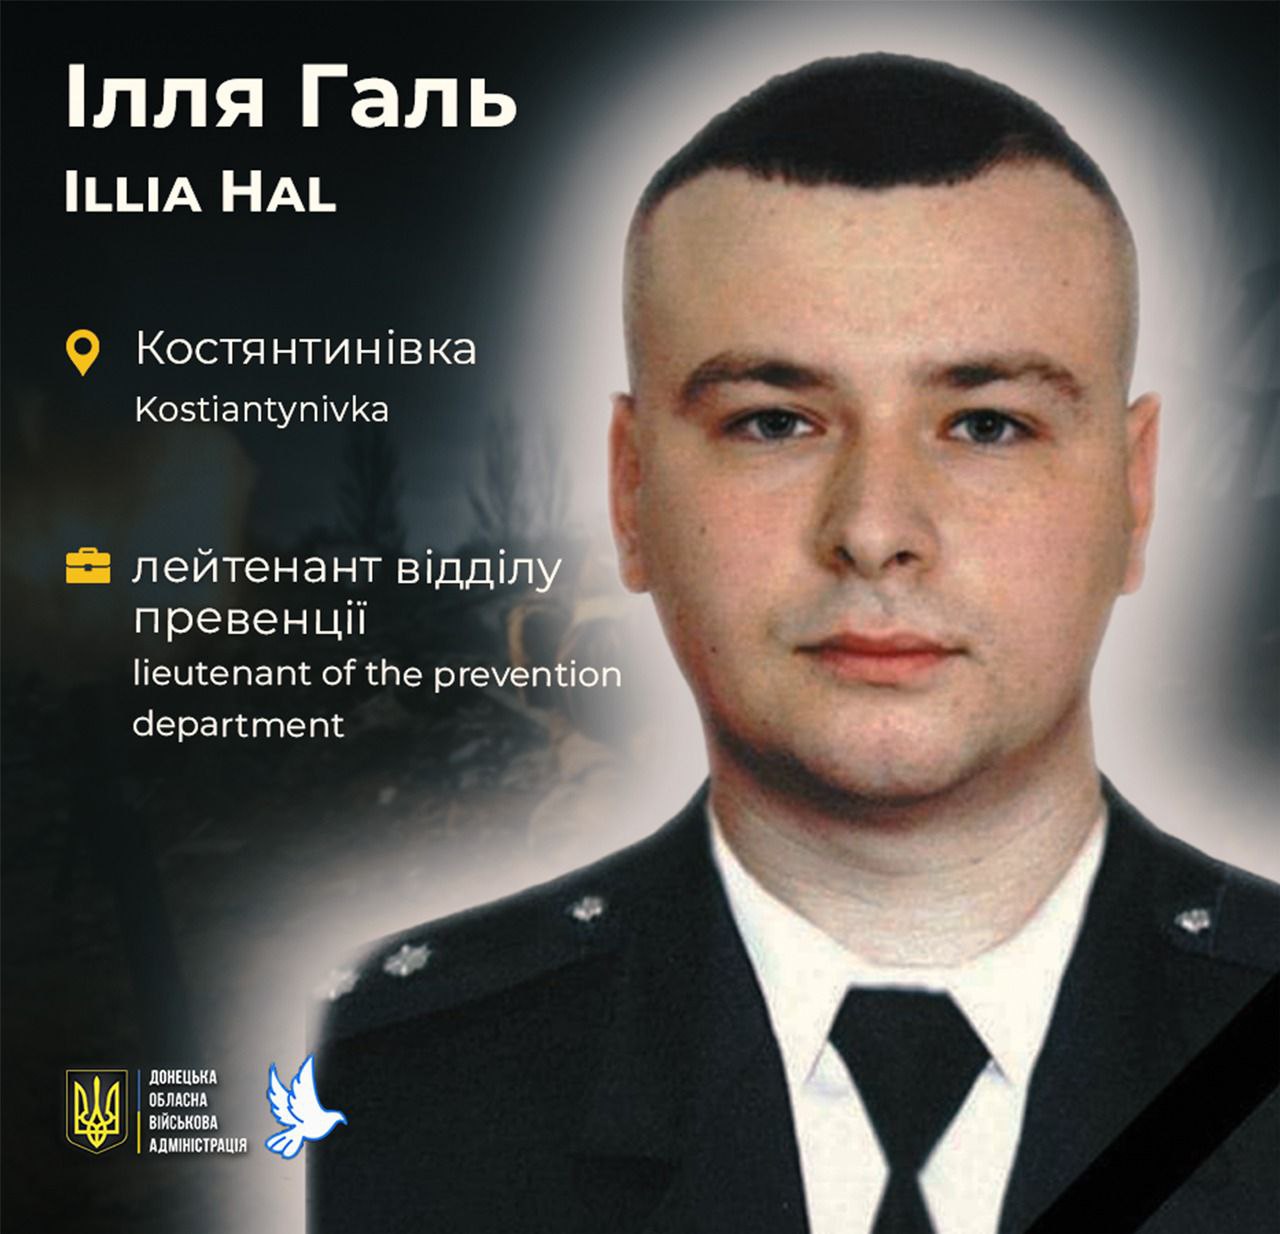 Ілля Галь
ILLIA HAL
Костянтинівка
Kostiantynivka
лейтенант відділу
превенції
lieutenant of the prevention
department
ДОНЕЦЬКА
ОБЛАСНА
ВІЙСЬКОВА
АДМІНІСТРАЦІЯ